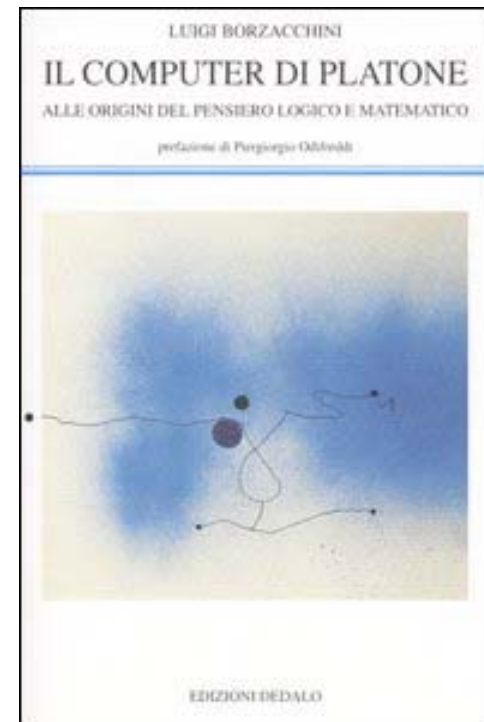 LUIGI BORZACCHINI
IL COMPUTER DI PLATONE
ALLE ORIGINI DEL PENSIERO LOGICO E MATEMATICO
prefazione di Piergiorgio Odifreddi
EDIZIONI DEDALO